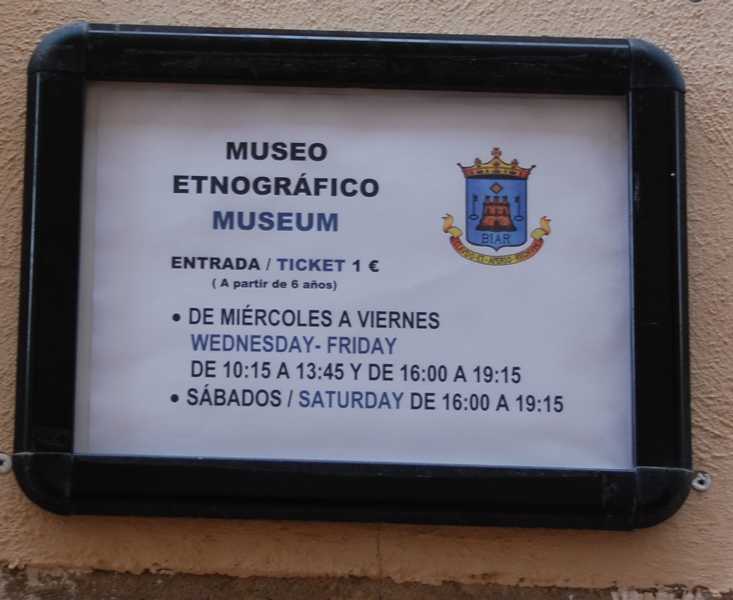 MUSEO
ETNOGRÁFICO
MUSEUM
ENTRADA / TICKET 1 €
( A partir de 6 años)
• DE MIÉRCOLES A VIERNES
WEDNESDAY- FRIDAY
DE 10:15 A 13:45 Y DE 16:00 A 19:15
• SÁBADOS / SATURDAY DE 16:00 A 19:15
BIAR